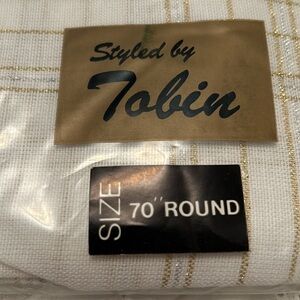 Styled by
Tobin
SIZE
70" ROUND